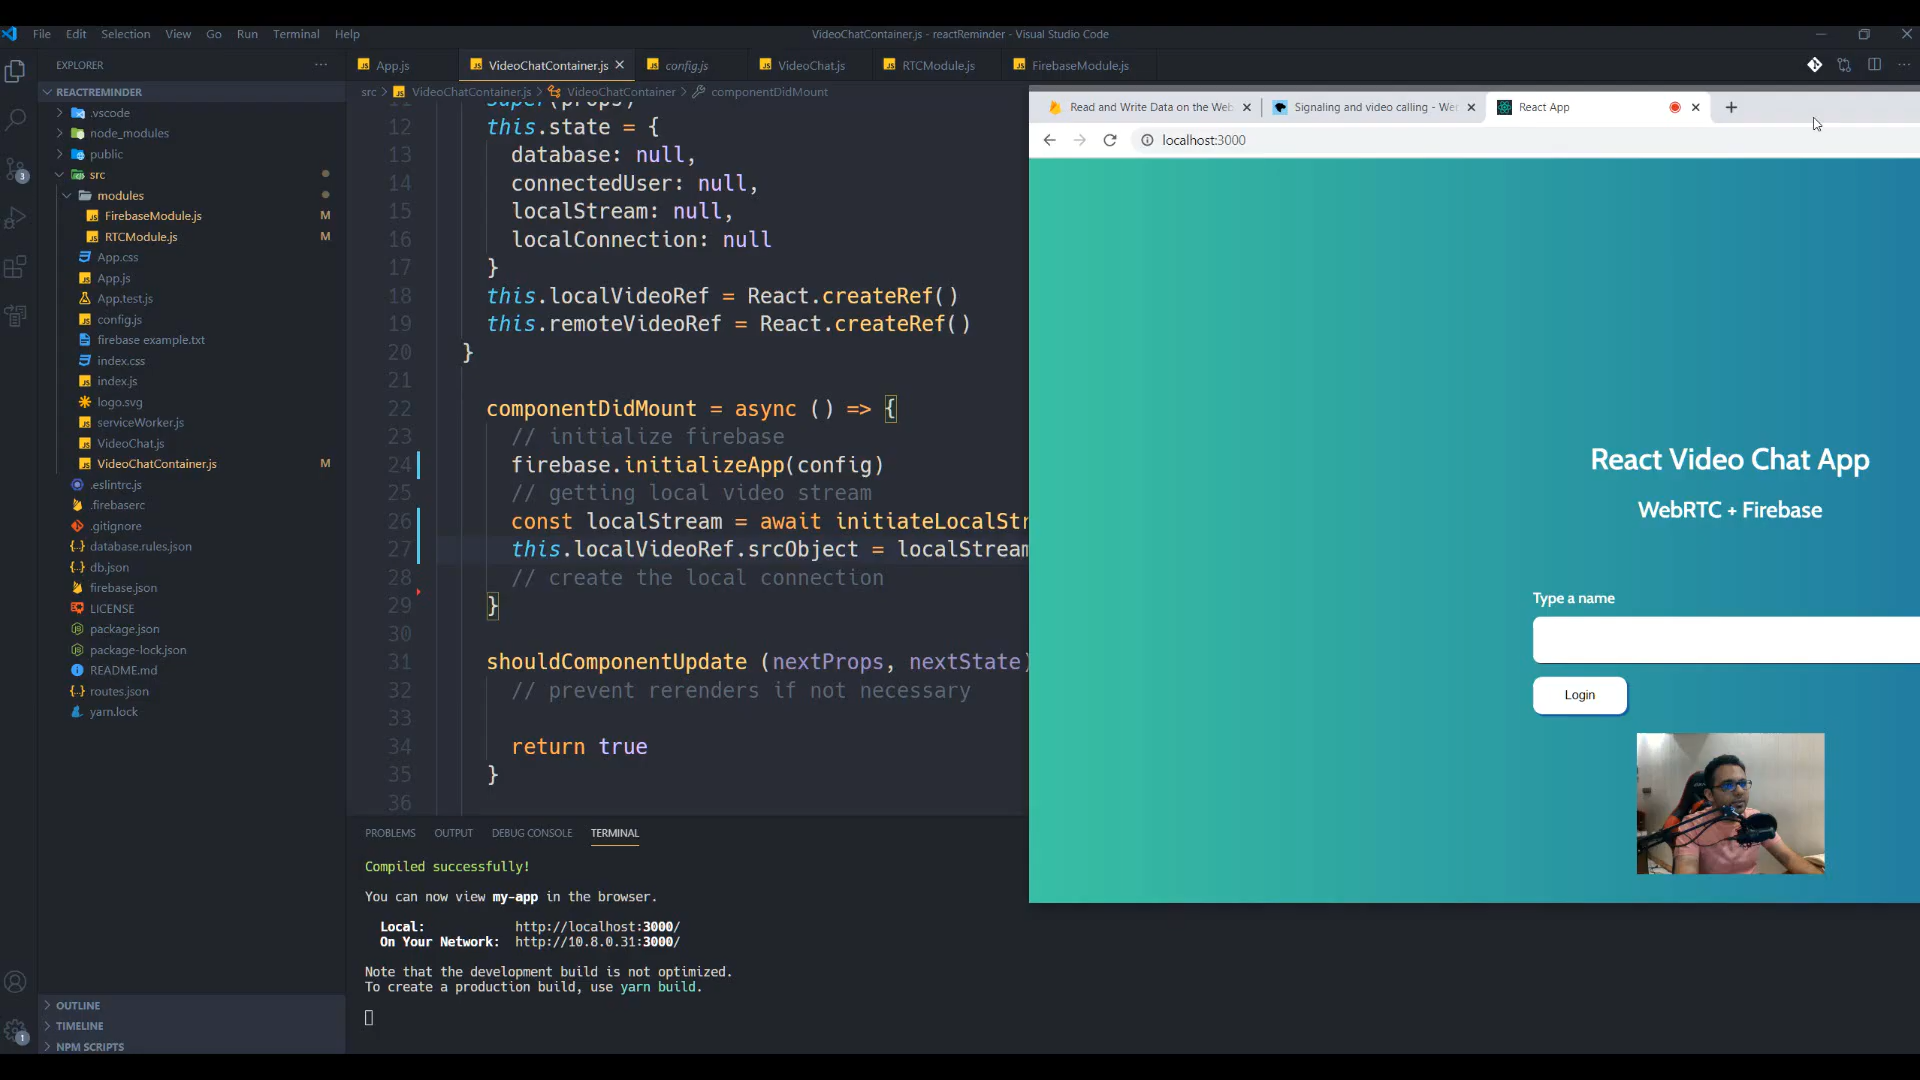 File Edit Selection View Go Run Terminal Help
VideoChatContainer.js - reactReminder - Visual Studio Code
EXPLORER
App.js VideoChatContainer.js config.js VideoChat.js RTCModule.js FirebaseModule.js
src > VideoChatContainer.js > VideoChatContainer > componentDidMount
REACTREMINDER
.vscode
node_modules
public
src
modules
FirebaseModule.js M
RTCModule.js M
App.css
App.js
App.test.js
config.js
firebase example.txt
index.css
index.js
logo.svg
serviceWorker.js
VideoChat.js
VideoChatContainer.js M
.eslintrc.js
.firebaserc
.gitignore
database.rules.json
db.json
firebase.json
LICENSE
package.json
package-lock.json
README.md
routes.json
yarn.lock
OUTLINE
TIMELINE
NPM SCRIPTS
3
1
11 super(props)
12 this.state = {
13 database: null,
14 connectedUser: null,
15 localStream: null,
16 localConnection: null
17 }
18 this.localVideoRef = React.createRef()
19 this.remoteVideoRef = React.createRef()
20 }
21
22 componentDidMount = async () => {
23 // initialize firebase
24 firebase.initializeApp(config)
25 // getting local video stream
26 const localStream = await initiateLocalStr
27 this.localVideoRef.srcObject = localStream
28 // create the local connection
29 }
30
31 shouldComponentUpdate (nextProps, nextState)
32 // prevent rerenders if not necessary
33
34 return true
35 }
36
PROBLEMS OUTPUT DEBUG CONSOLE TERMINAL
Compiled successfully!
You can now view my-app in the browser.
Local: http://localhost:3000/
On Your Network: http://10.8.0.31:3000/
Note that the development build is not optimized.
To create a production build, use yarn build.
Read and Write Data on the Web
Signaling and video calling - We
React App
localhost:3000
React Video Chat App
WebRTC + Firebase
Type a name
Login